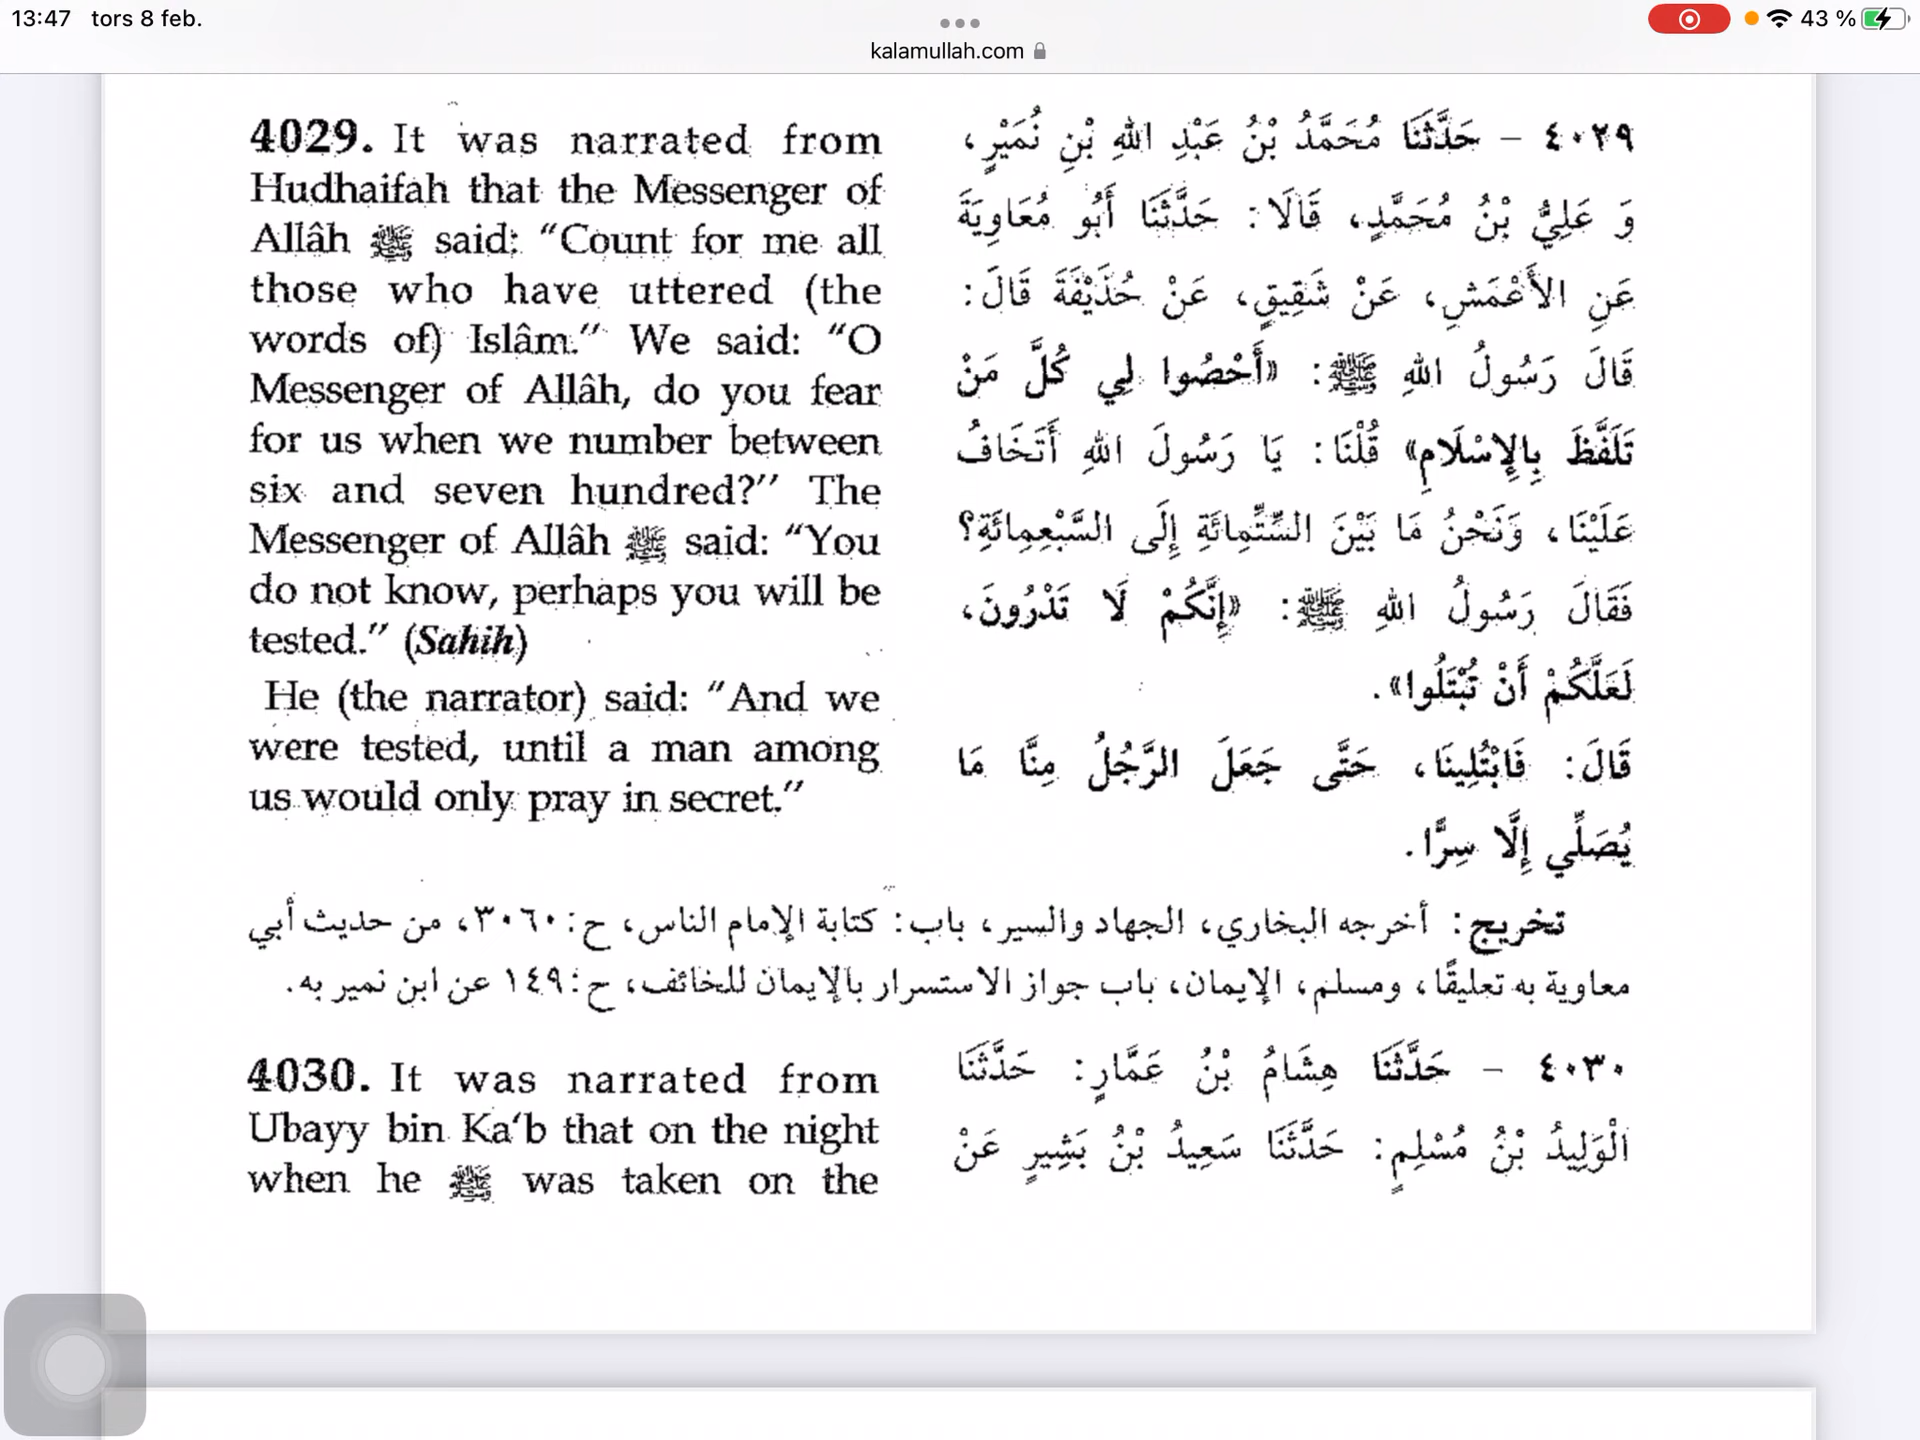 13:47 tors 8 feb.
43 %
kalamullah.com
4029. It was narrated from
Hudhaifah that the Messenger of
Allâh ﷺ said: “Count for me all
those who have uttered (the
words of) Islâm.” We said: “O
Messenger of Allâh, do you fear
for us when we number between
six and seven hundred?” The
Messenger of Allâh ﷺ said: “You
do not know, perhaps you will be
tested.” (Sahih)
He (the narrator) said: “And we
were tested, until a man among
us would only pray in secret.”
٤٠٢٩ – حَدَّثَنَا مُحَمَّدُ بْنُ عَبْدِ اللهِ بْنِ نُمَيْرٍ،
وَ عَلِيُّ بْنُ مُحَمَّدٍ، قَالَا: حَدَّثَنَا أَبُو مُعَاوِيَةَ
عَنِ الأَعْمَشِ، عَنْ شَقِيقٍ، عَنْ حُذَيْفَةَ قَالَ:
قَالَ رَسُولُ اللهِ ﷺ: «أَحْصُوا لِي كُلَّ مَنْ
تَلَفَّظَ بِالإِسْلَامِ» قُلْنَا: يَا رَسُولَ اللهِ أَتَخَافُ
عَلَيْنَا، وَنَحْنُ مَا بَيْنَ السِّتِّمِائَةِ إِلَى السَّبْعِمِائَةِ؟
فَقَالَ رَسُولُ اللهِ ﷺ: «إِنَّكُمْ لَا تَدْرُونَ،
لَعَلَّكُمْ أَنْ تُبْتَلُوا».
قَالَ: فَابْتُلِينَا، حَتَّى جَعَلَ الرَّجُلُ مِنَّا مَا
يُصَلِّي إِلَّا سِرًّا.
تخريج: أخرجه البخاري، الجهاد والسير، باب: كتابة الإمام الناس، ح:٣٠٦٠، من حديث أبي
معاوية به تعليقًا، ومسلم، الإيمان، باب جواز الاستسرار بالإيمان للخائف، ح:١٤٩ عن ابن نمير به.
4030. It was narrated from
Ubayy bin Ka‘b that on the night
when he ﷺ was taken on the
٤٠٣٠ – حَدَّثَنَا هِشَامُ بْنُ عَمَّارٍ: حَدَّثَنَا
الْوَلِيدُ بْنُ مُسْلِمٍ: حَدَّثَنَا سَعِيدُ بْنُ بَشِيرٍ عَنْ